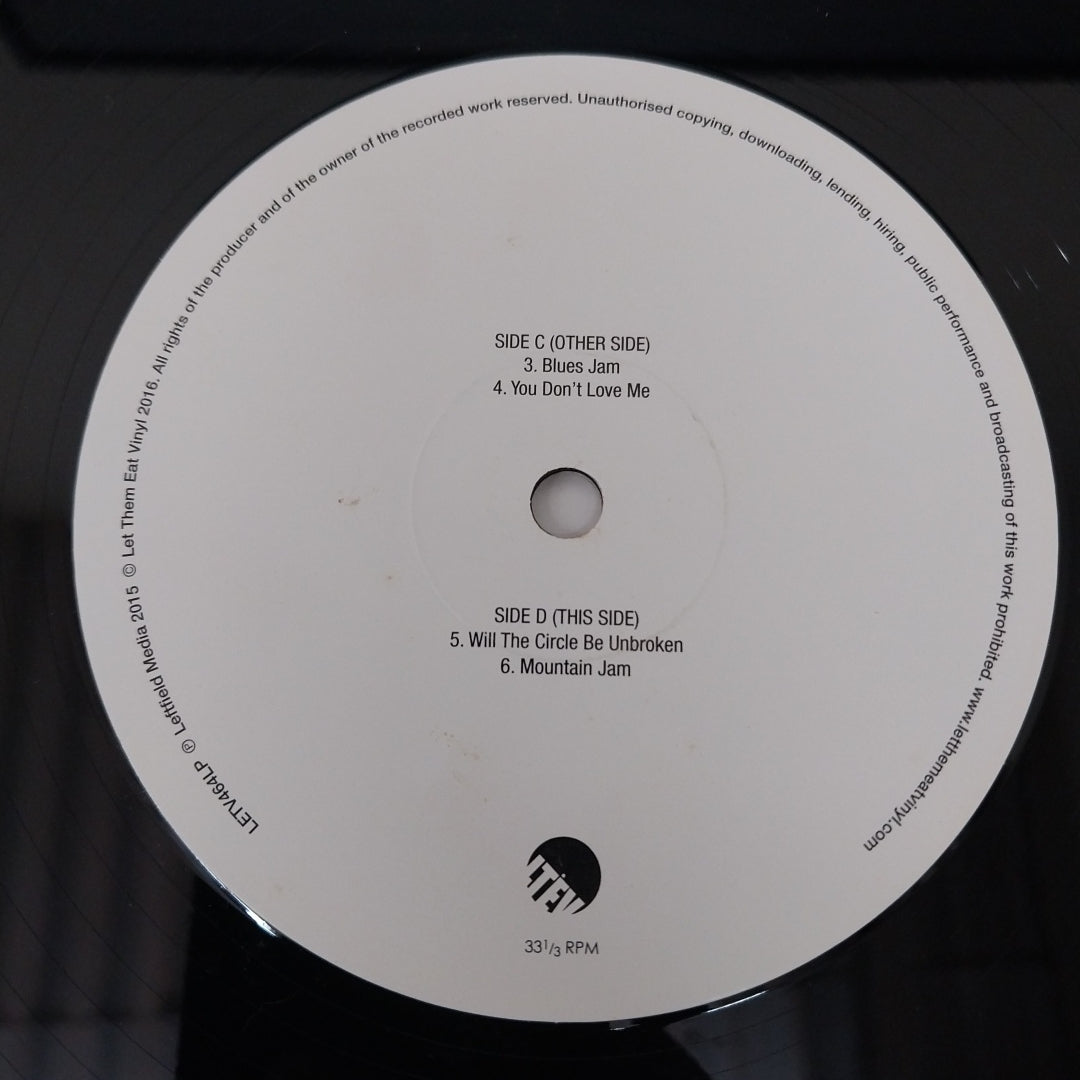 LETV464LP ℗ Leftfield Media 2015 © Let Them Eat Vinyl 2016. All rights of the producer and of the owner of the recorded work reserved. Unauthorised copying, downloading, lending, hiring, public performance and broadcasting of this work prohibited. www.letthemeatvinyl.com
SIDE C (OTHER SIDE)
3. Blues Jam
4. You Don't Love Me
SIDE D (THIS SIDE)
5. Will The Circle Be Unbroken
6. Mountain Jam
LTEV
33 1/3 RPM